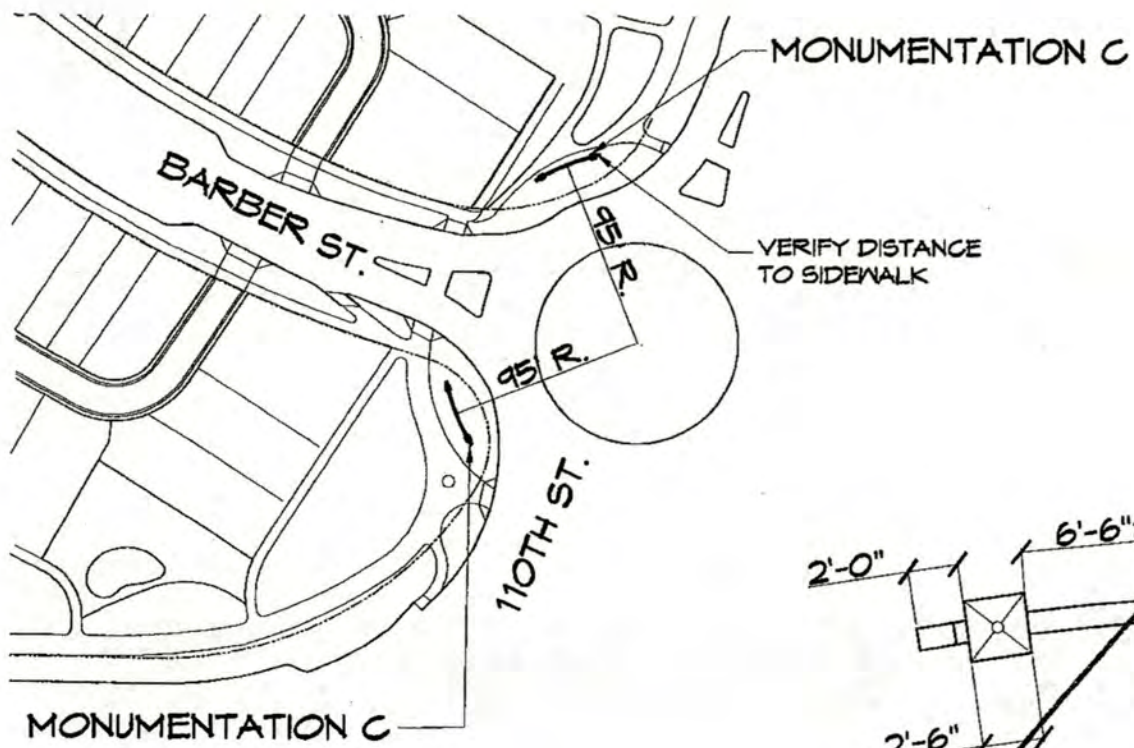 MONUMENTATION C
BARBER ST.
95' R.
VERIFY DISTANCE
TO SIDEWALK
95' R.
110TH ST.
6'-6"
2'-0"
2'-6"
MONUMENTATION C